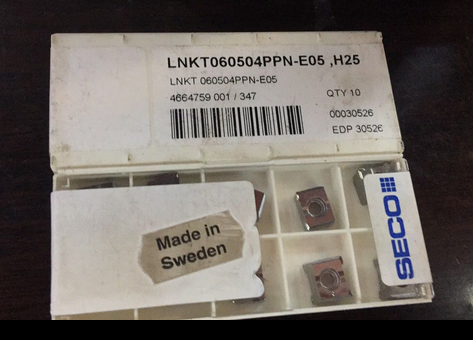 LNKT060504PPN-E05 ,H25
LNKT 060504PPN-E05
4664759 001 / 347
QTY 10
00030526
EDP 30526
Made in
Sweden
SECO